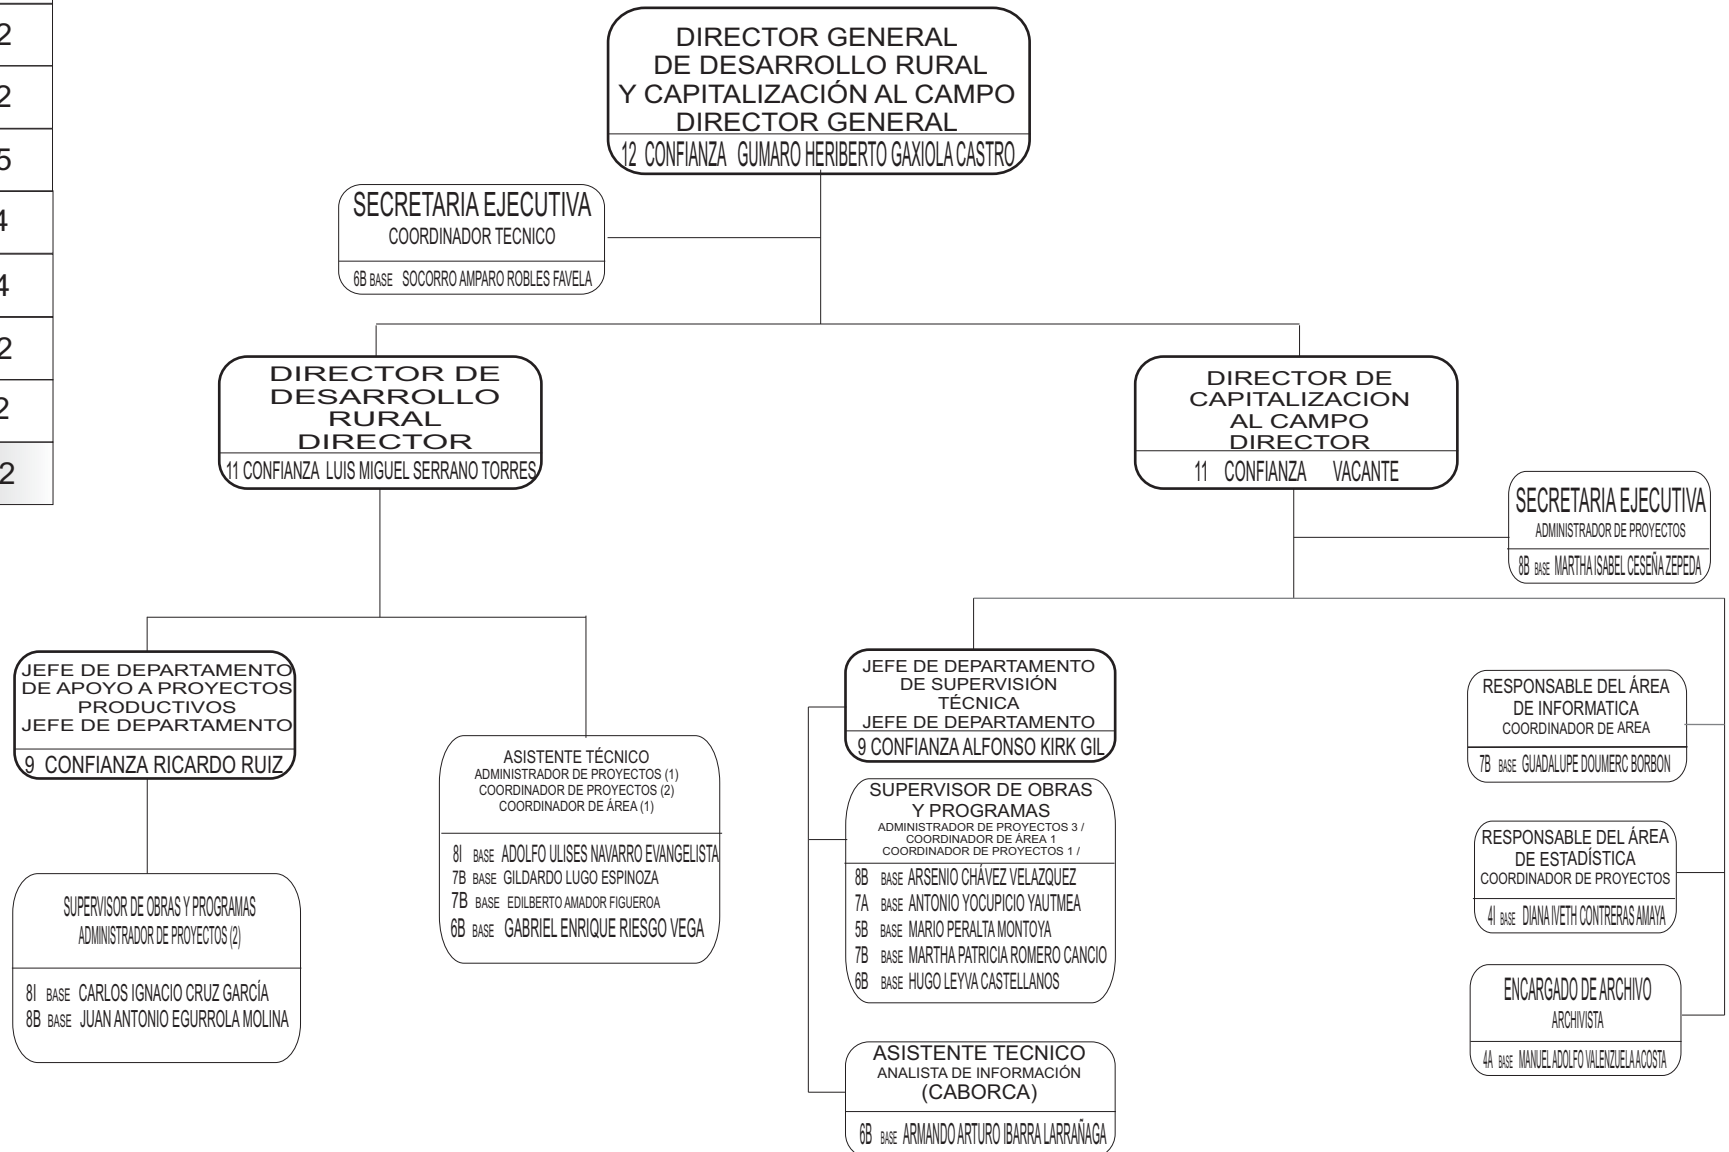 2
2
5
4
4
2
2
2
DIRECTOR GENERAL
DE DESARROLLO RURAL
Y CAPITALIZACIÓN AL CAMPO
DIRECTOR GENERAL
12 CONFIANZA GUMARO HERIBERTO GAXIOLA CASTRO
SECRETARIA EJECUTIVA
COORDINADOR TECNICO
6B BASE SOCORRO AMPARO ROBLES FAVELA
DIRECTOR DE
DESARROLLO
RURAL
DIRECTOR
11 CONFIANZA LUIS MIGUEL SERRANO TORRES
DIRECTOR DE
CAPITALIZACION
AL CAMPO
DIRECTOR
11 CONFIANZA VACANTE
SECRETARIA EJECUTIVA
ADMINISTRADOR DE PROYECTOS
8B BASE MARTHA ISABEL CESEÑA ZEPEDA
JEFE DE DEPARTAMENTO
DE APOYO A PROYECTOS
PRODUCTIVOS
JEFE DE DEPARTAMENTO
9 CONFIANZA RICARDO RUIZ
ASISTENTE TÉCNICO
ADMINISTRADOR DE PROYECTOS (1)
COORDINADOR DE PROYECTOS (2)
COORDINADOR DE ÁREA (1)
8I BASE ADOLFO ULISES NAVARRO EVANGELISTA
7B BASE GILDARDO LUGO ESPINOZA
7B BASE EDILBERTO AMADOR FIGUEROA
6B BASE GABRIEL ENRIQUE RIESGO VEGA
SUPERVISOR DE OBRAS Y PROGRAMAS
ADMINISTRADOR DE PROYECTOS (2)
8I BASE CARLOS IGNACIO CRUZ GARCÍA
8B BASE JUAN ANTONIO EGURROLA MOLINA
JEFE DE DEPARTAMENTO
DE SUPERVISIÓN
TÉCNICA
JEFE DE DEPARTAMENTO
9 CONFIANZA ALFONSO KIRK GIL
SUPERVISOR DE OBRAS
Y PROGRAMAS
ADMINISTRADOR DE PROYECTOS 3 /
COORDINADOR DE ÁREA 1
COORDINADOR DE PROYECTOS 1 /
8B BASE ARSENIO CHÁVEZ VELAZQUEZ
7A BASE ANTONIO YOCUPICIO YAUTMEA
5B BASE MARIO PERALTA MONTOYA
7B BASE MARTHA PATRICIA ROMERO CANCIO
6B BASE HUGO LEYVA CASTELLANOS
ASISTENTE TECNICO
ANALISTA DE INFORMACIÓN
(CABORCA)
6B BASE ARMANDO ARTURO IBARRA LARRAÑAGA
RESPONSABLE DEL ÁREA
DE INFORMATICA
COORDINADOR DE AREA
7B BASE GUADALUPE DOUMERC BORBON
RESPONSABLE DEL ÁREA
DE ESTADÍSTICA
COORDINADOR DE PROYECTOS
4I BASE DIANA IVETH CONTRERAS AMAYA
ENCARGADO DE ARCHIVO
ARCHIVISTA
4A BASE MANUEL ADOLFO VALENZUELA ACOSTA